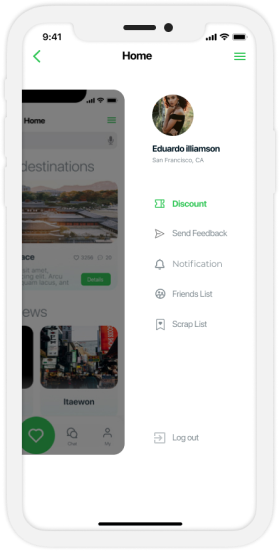 9:41
Home
Home
destinations
ace
Details
ews
Itaewon
Eduardo illiamson
San Francisco, CA
Discount
Send Feedback
Notification
Friends List
Scrap List
Log out